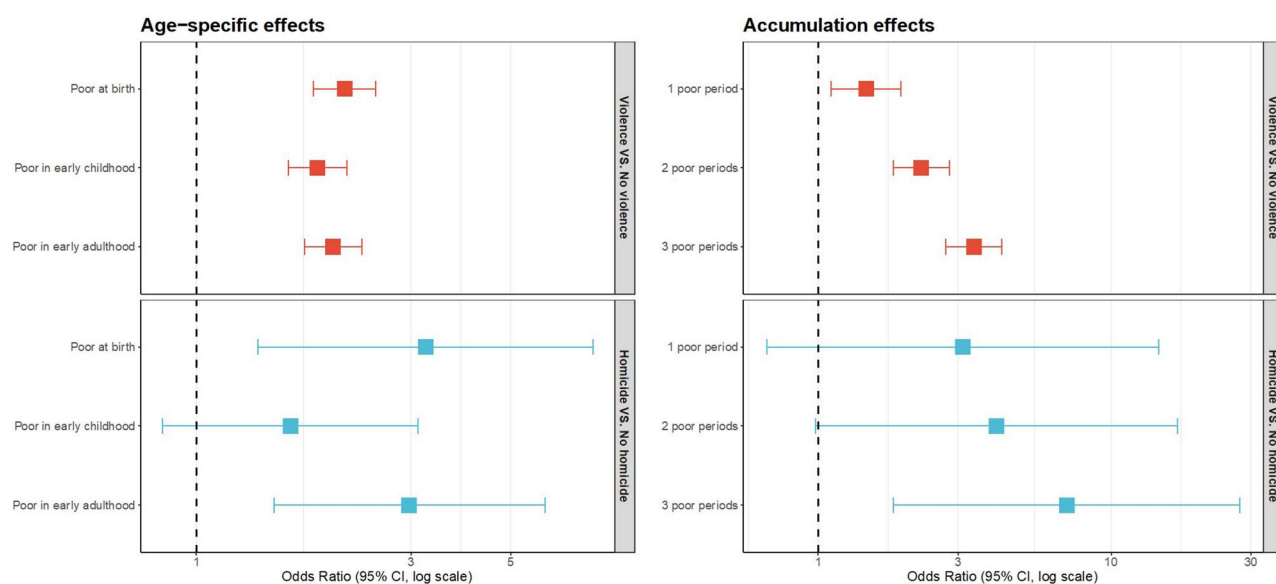 Age−specific effects
Poor at birth
Poor in early childhood
Poor in early adulthood
Violence VS. No violence
Poor at birth
Poor in early childhood
Poor in early adulthood
Homicide VS. No homicide
1 3 5
Odds Ratio (95% CI, log scale)
Accumulation effects
1 poor period
2 poor periods
3 poor periods
Violence VS. No violence
1 poor period
2 poor periods
3 poor periods
Homicide VS. No homicide
1 3 10 30
Odds Ratio (95% CI, log scale)